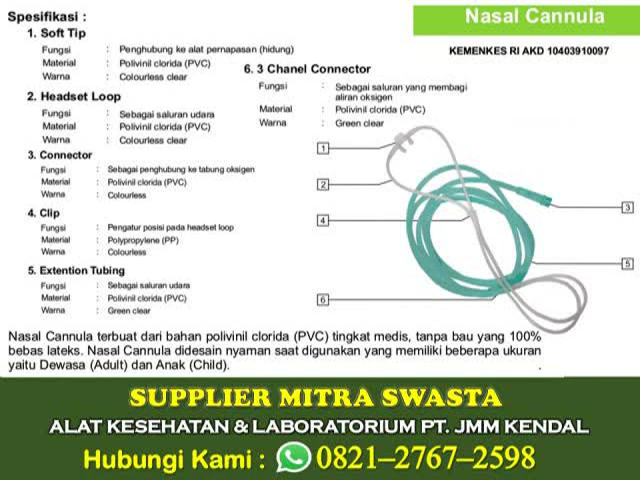 Nasal Cannula
KEMENKES RI AKD 10403910097
Spesifikasi :
1. Soft Tip
Fungsi : Penghubung ke alat pernapasan (hidung)
Material : Polivinil clorida (PVC)
Warna : Colourless clear
2. Headset Loop
Fungsi : Sebagai saluran udara
Material : Polivinil clorida (PVC)
Warna : Colourless clear
3. Connector
Fungsi : Sebagai penghubung ke tabung oksigen
Material : Polivinil clorida (PVC)
Warna : Colourless
4. Clip
Fungsi : Pengatur posisi pada headset loop
Material : Polypropylene (PP)
Warna : Colourless
5. Extention Tubing
Fungsi : Sebagai saluran udara
Material : Polivinil clorida (PVC)
Warna : Green clear
6. 3 Chanel Connector
Fungsi : Sebagai saluran yang membagi
aliran oksigen
Material : Polivinil clorida (PVC)
Warna : Green clear
1
2
3
4
5
6
Nasal Cannula terbuat dari bahan polivinil clorida (PVC) tingkat medis, tanpa bau yang 100%
bebas lateks. Nasal Cannula didesain nyaman saat digunakan yang memiliki beberapa ukuran
yaitu Dewasa (Adult) dan Anak (Child). .
SUPPLIER MITRA SWASTA
ALAT KESEHATAN & LABORATORIUM PT. JMM KENDAL
Hubungi Kami : 0821–2767–2598